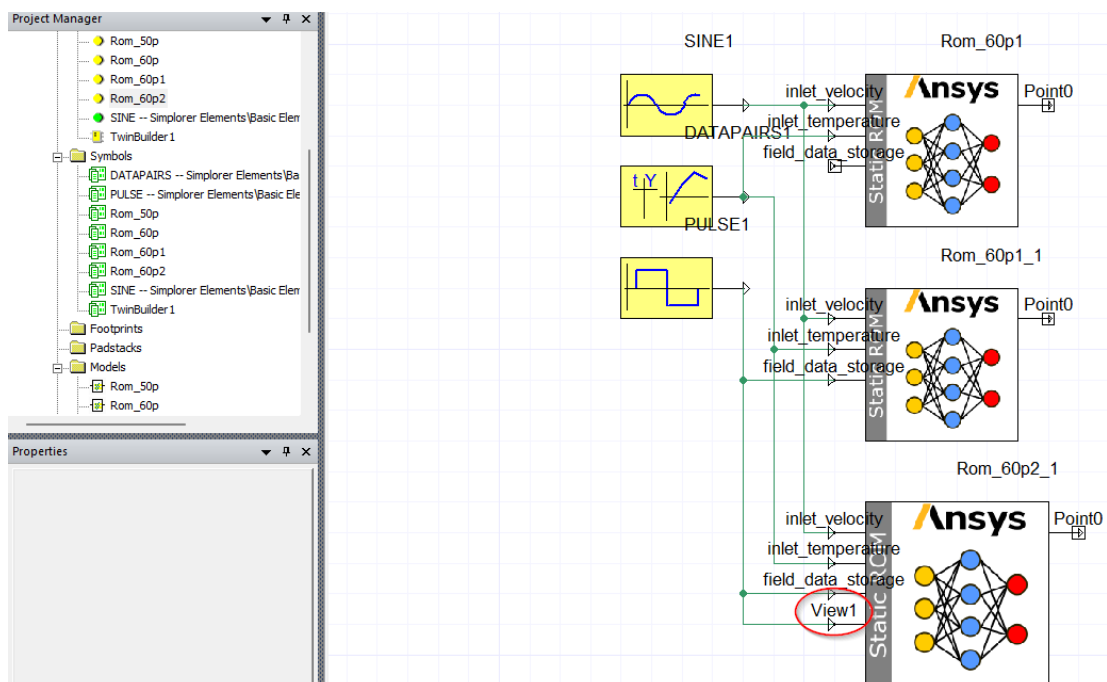 Project Manager
Rom_50p
Rom_60p
Rom_60p1
Rom_60p2
SINE -- Simplorer Elements\Basic Elem
TwinBuilder1
Symbols
DATAPAIRS -- Simplorer Elements\Ba
PULSE -- Simplorer Elements\Basic Ele
Rom_50p
Rom_60p
Rom_60p1
Rom_60p2
SINE -- Simplorer Elements\Basic Elem
TwinBuilder1
Footprints
Padstacks
Models
Rom_50p
Rom_60p
Properties
SINE1
Rom_60p1
inlet_velocity
Ansys
Point0
inlet_temperature
DATAPAIRS1
field_data_storage
Static ROM
t Y
PULSE1
Rom_60p1_1
inlet_velocity
Ansys
Point0
inlet_temperature
field_data_storage
Static ROM
Rom_60p2_1
inlet_velocity
Ansys
Point0
inlet_temperature
field_data_storage
View1
Static ROM